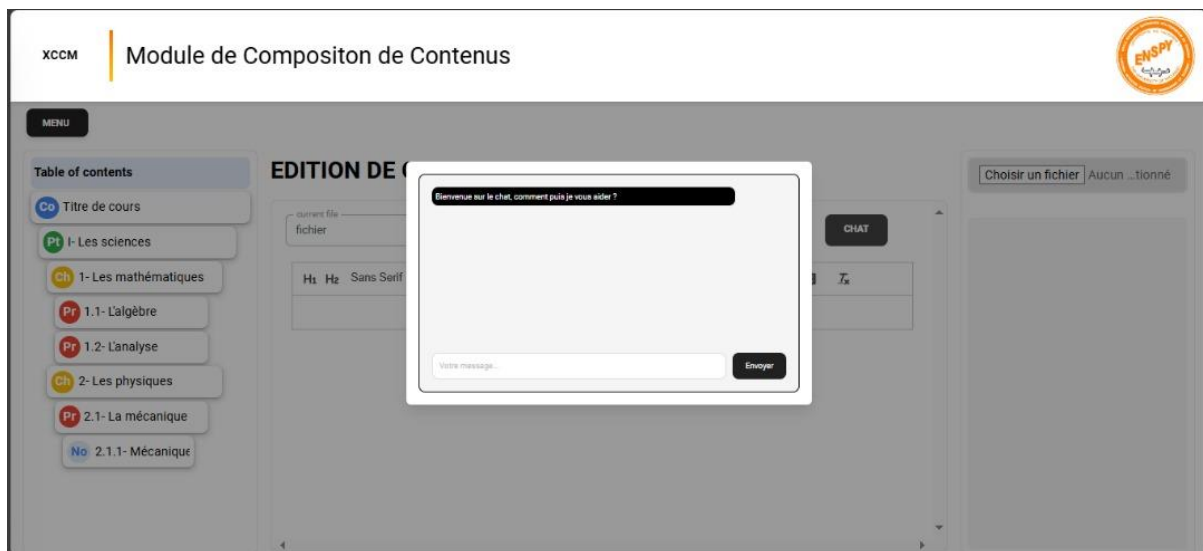 XCCM
Module de Compositon de Contenus
ENSPY
MENU
Table of contents
Co Titre de cours
Pt I- Les sciences
Ch 1- Les mathématiques
Pr 1.1- L'algèbre
Pr 1.2- L'analyse
Ch 2- Les physiques
Pr 2.1- La mécanique
No 2.1.1- Mécanique
EDITION DE
current file
fichier
CHAT
H1 H2 Sans Serif
Bienvenue sur le chat, comment puis je vous aider ?
Votre message...
Envoyer
Choisir un fichier Aucun ...tionné